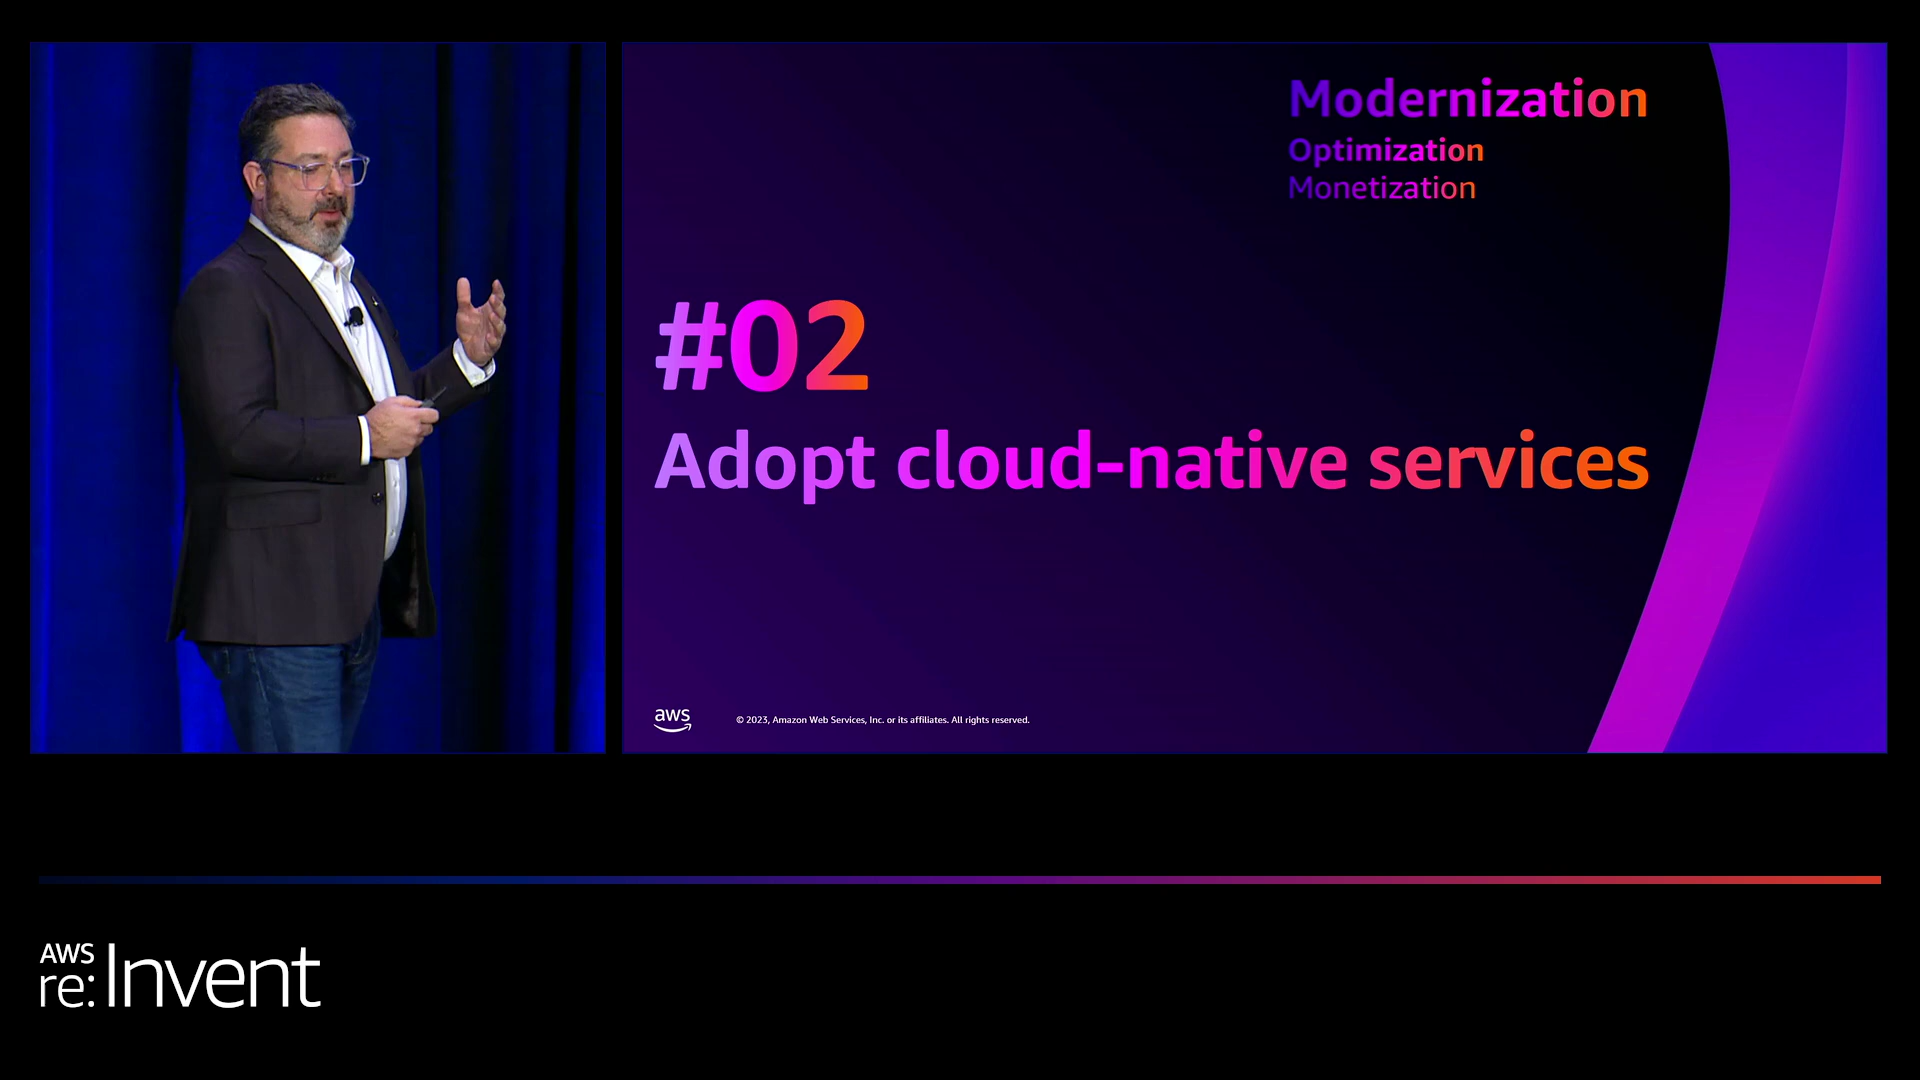 Modernization
Optimization
Monetization
#02
Adopt cloud-native services
aws
© 2023, Amazon Web Services, Inc. or its affiliates. All rights reserved.
AWS
re:Invent